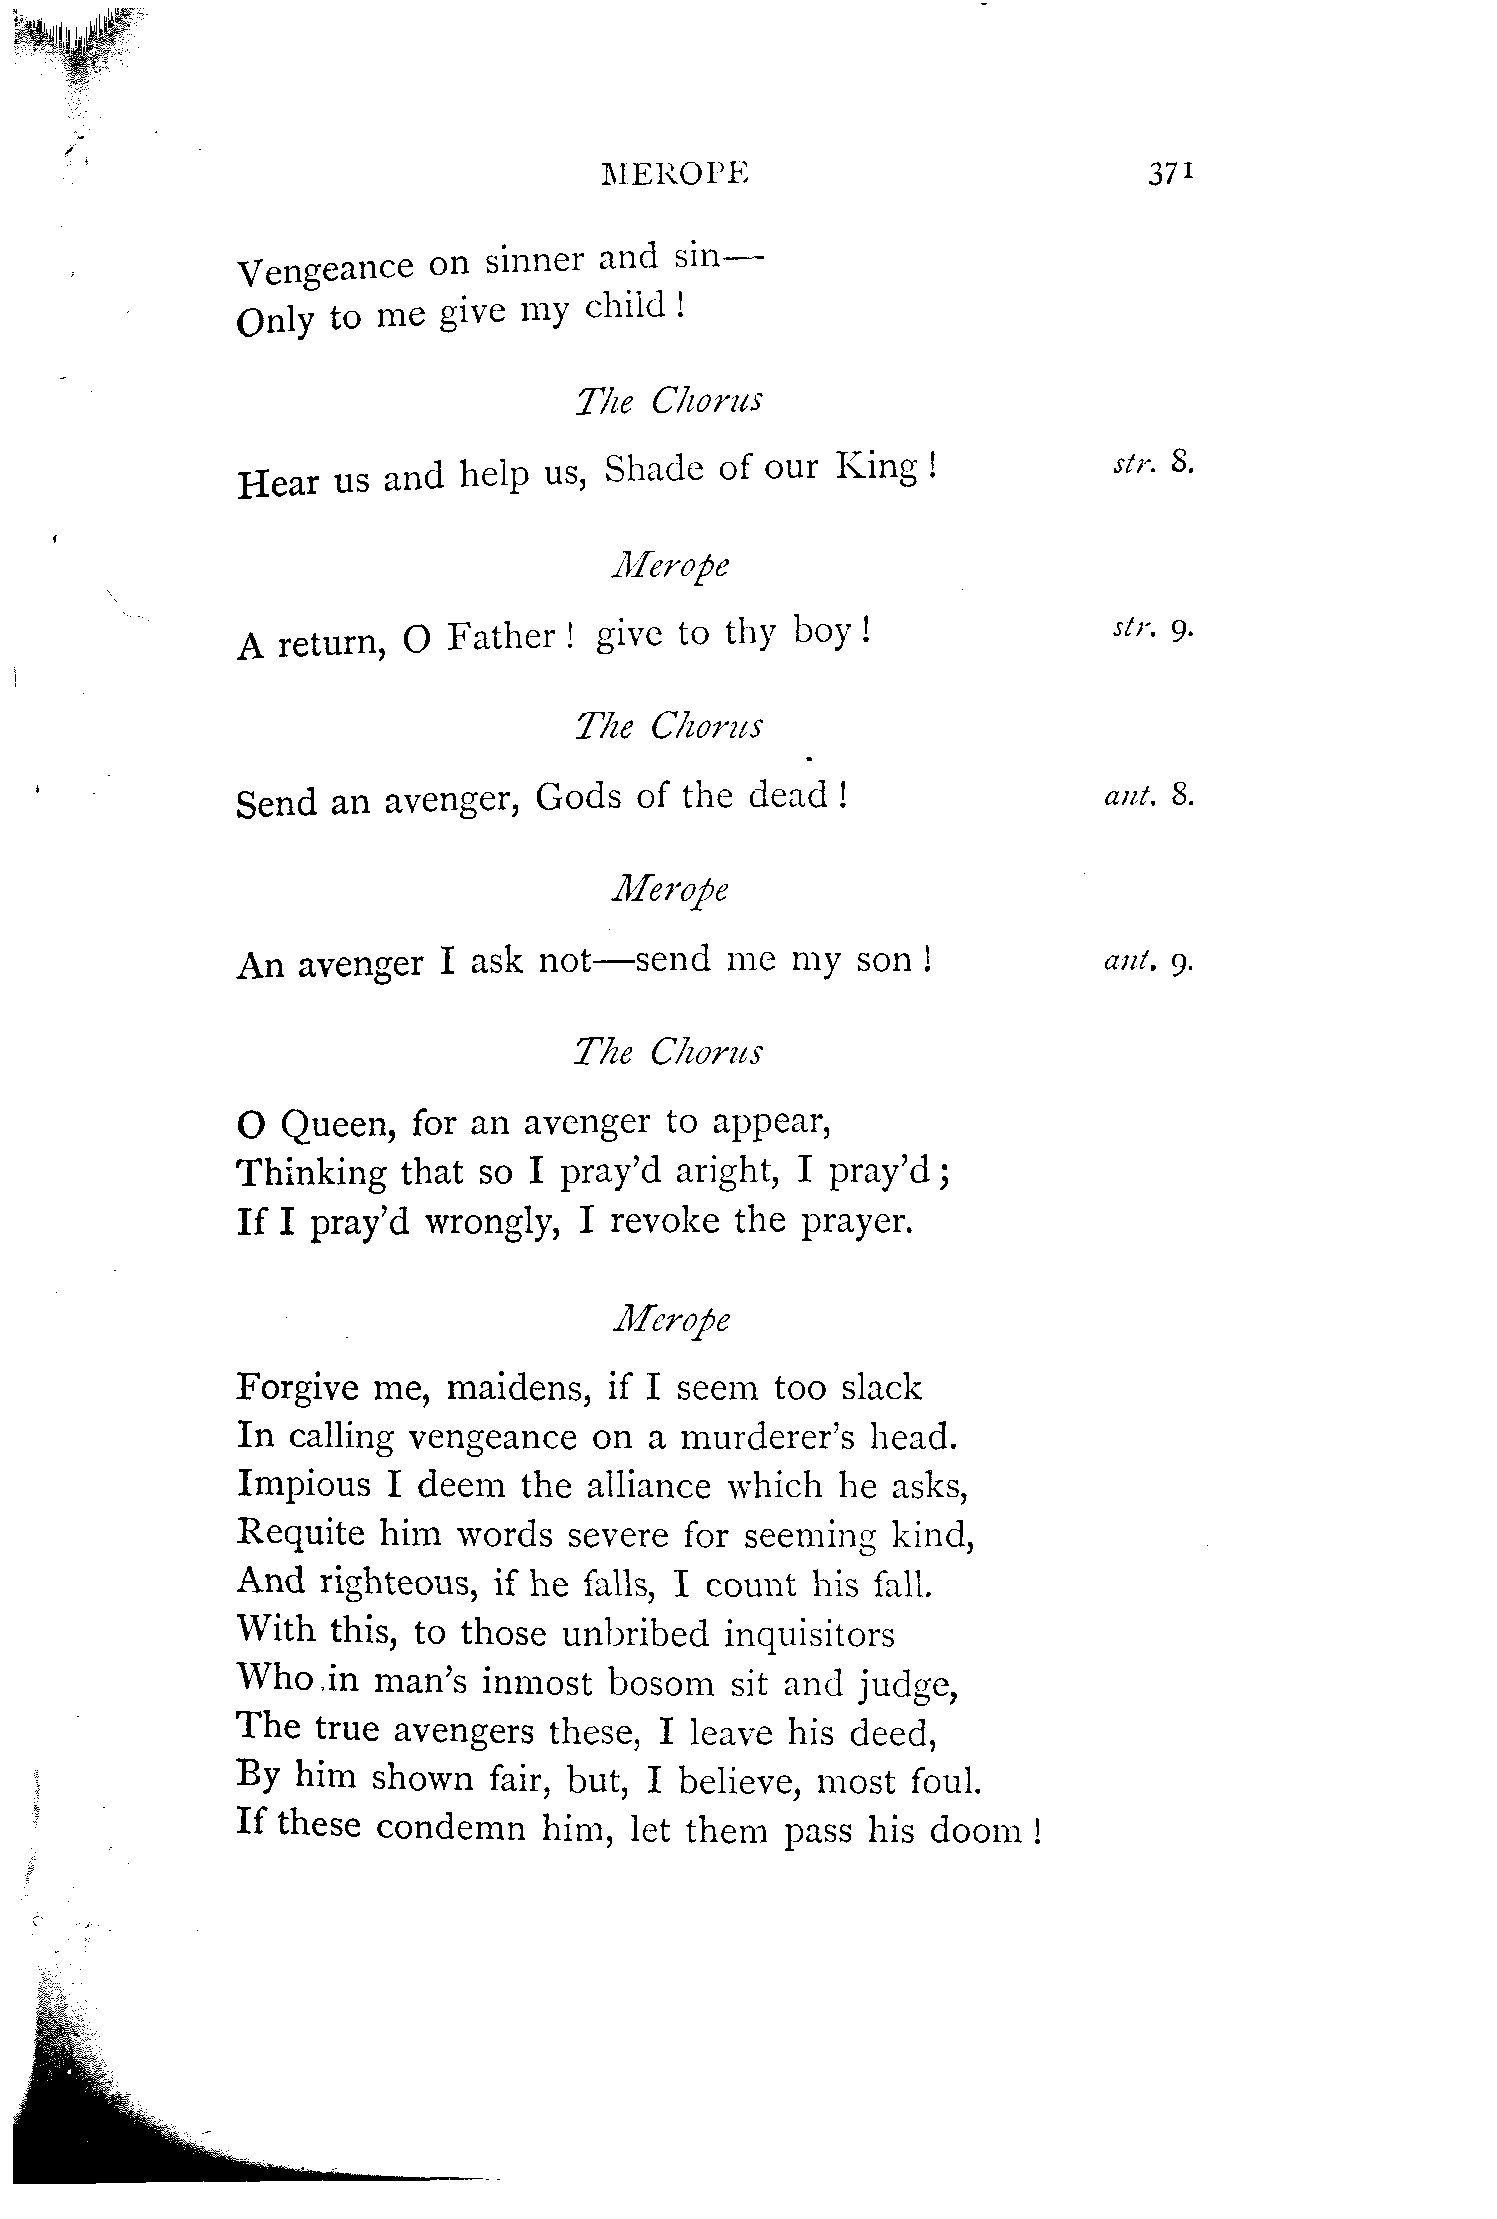 MEROPE 371
Vengeance on sinner and sin—
Only to me give my child !
The Chorus
Hear us and help us, Shade of our King ! str. 8.
Merope
A return, O Father ! give to thy boy ! str. 9.
The Chorus
Send an avenger, Gods of the dead ! ant. 8.
Merope
An avenger I ask not—send me my son ! ant. 9.
The Chorus
O Queen, for an avenger to appear,
Thinking that so I pray'd aright, I pray'd ;
If I pray'd wrongly, I revoke the prayer.
Merope
Forgive me, maidens, if I seem too slack
In calling vengeance on a murderer's head.
Impious I deem the alliance which he asks,
Requite him words severe for seeming kind,
And righteous, if he falls, I count his fall.
With this, to those unbribed inquisitors
Who in man's inmost bosom sit and judge,
The true avengers these, I leave his deed,
By him shown fair, but, I believe, most foul.
If these condemn him, let them pass his doom !